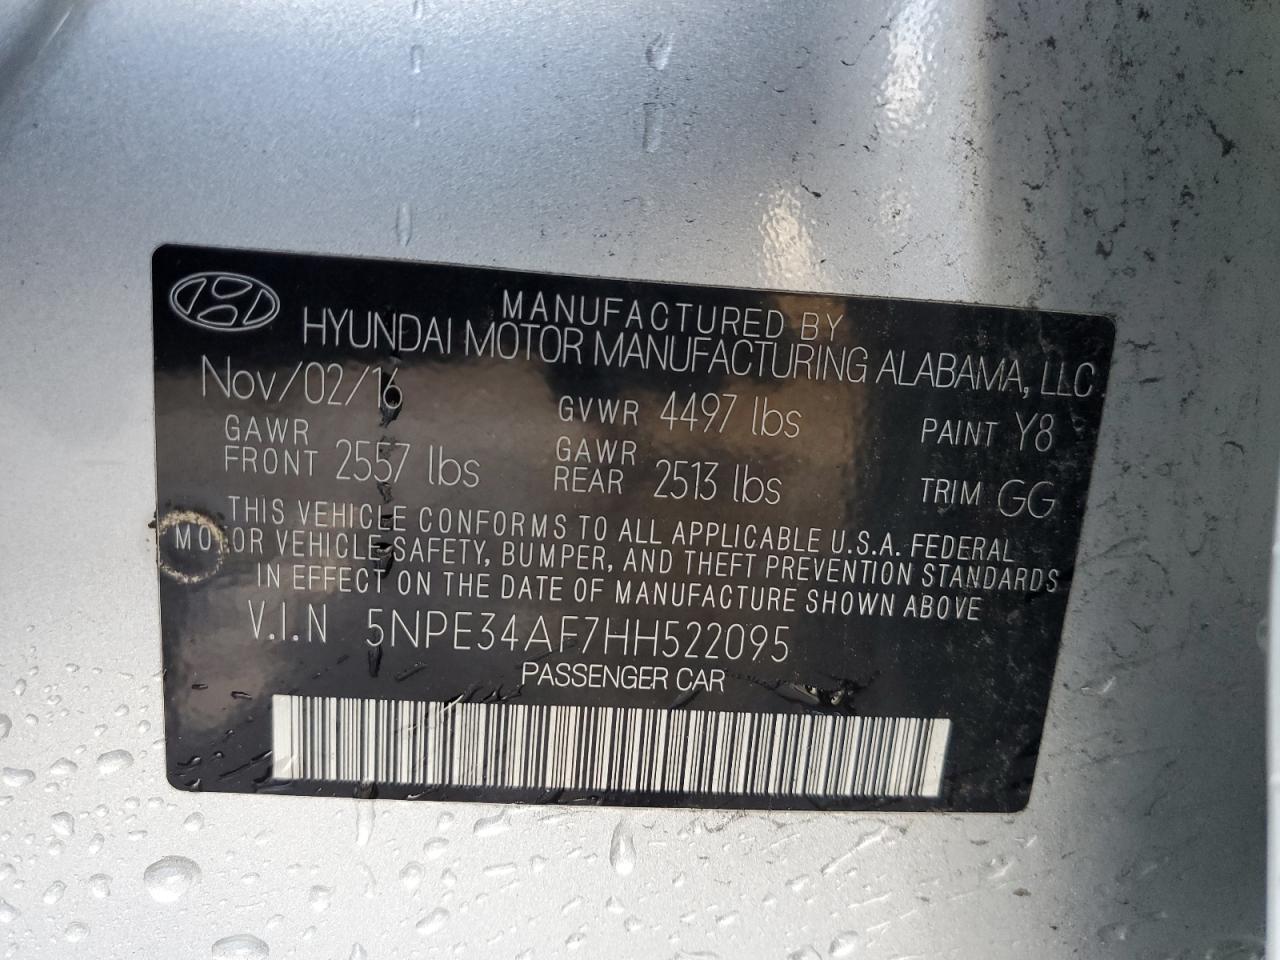 MANUFACTURED BY
HYUNDAI MOTOR MANUFACTURING ALABAMA, LLC
Nov/02/16 GVWR 4497 lbs PAINT Y8
GAWR FRONT 2557 lbs GAWR REAR 2513 lbs TRIM GG
THIS VEHICLE CONFORMS TO ALL APPLICABLE U.S.A. FEDERAL
MOTOR VEHICLE SAFETY, BUMPER, AND THEFT PREVENTION STANDARDS
IN EFFECT ON THE DATE OF MANUFACTURE SHOWN ABOVE
V.I.N 5NPE34AF7HH522095
PASSENGER CAR